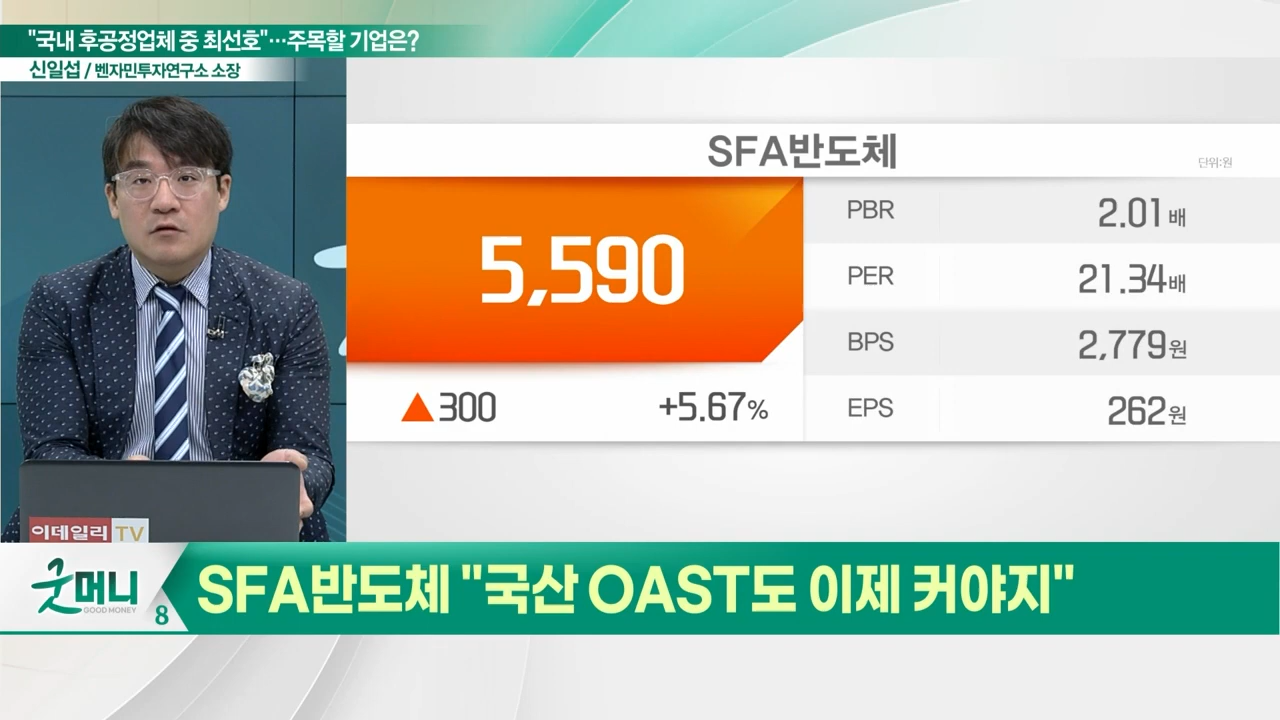 "국내 후공정업체 중 최선호"…주목할 기업은?
신일섭 / 벤자민투자연구소 소장
SFA반도체
단위:원
5,590
▲300 +5.67%
PBR 2.01 배
PER 21.34배
BPS 2,779원
EPS 262원
이데일리 TV
굿머니
GOOD MONEY
8
SFA반도체 "국산 OAST도 이제 커야지"